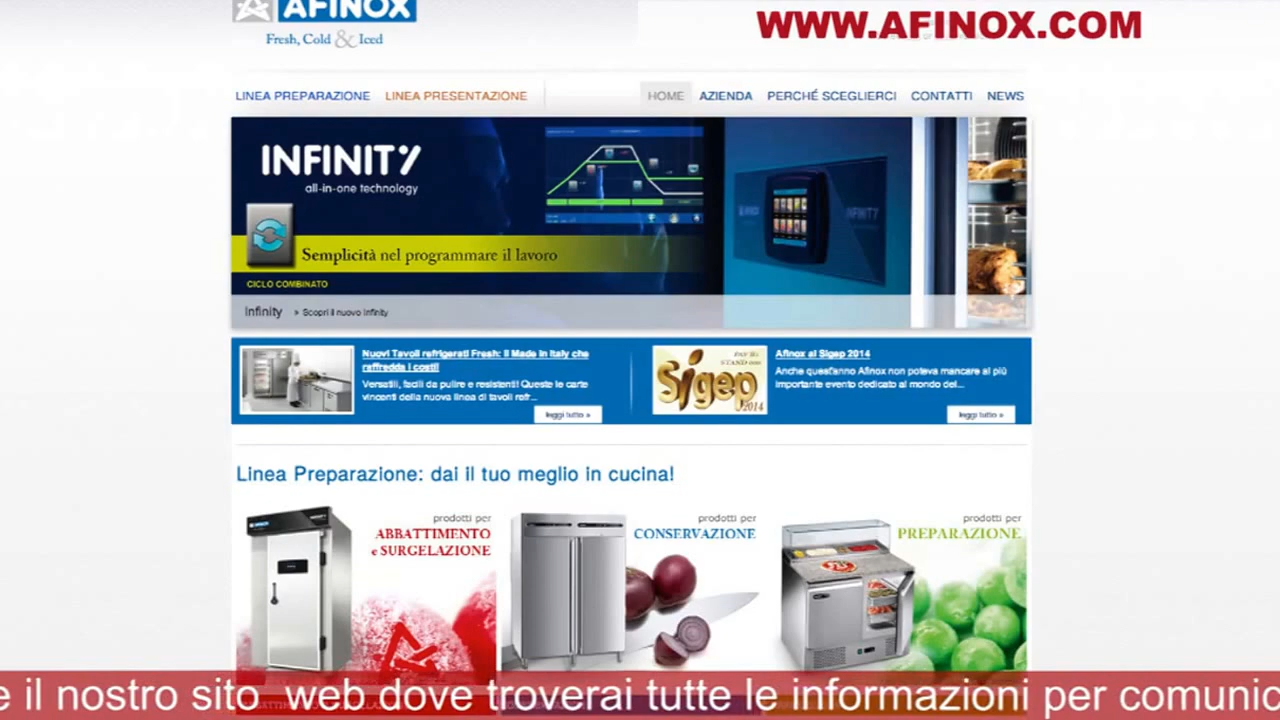 AFINOX
Fresh, Cold & Iced
WWW.AFINOX.COM
LINEA PREPARAZIONE LINEA PRESENTAZIONE HOME AZIENDA PERCHÉ SCEGLIERCI CONTATTI NEWS
INFINITY
all-in-one technology
Semplicità nel programmare il lavoro
CICLO COMBINATO
Infinity » Scopri il nuovo Infinity
Nuovi Tavoli refrigerati Fresh: il Made in Italy che
raffredda i costi!
Versatili, facili da pulire e resistenti! Queste le carte
vincenti della nuova linea di tavoli refr...
leggi tutto »
Sigep
2014
Afinox al Sigep 2014
Anche quest'anno Afinox non poteva mancare al più
importante evento dedicato al mondo del...
leggi tutto »
Linea Preparazione: dai il tuo meglio in cucina!
prodotti per
ABBATTIMENTO
e SURGELAZIONE
prodotti per
CONSERVAZIONE
prodotti per
PREPARAZIONE
e il nostro sito web dove troverai tutte le informazioni per comunic